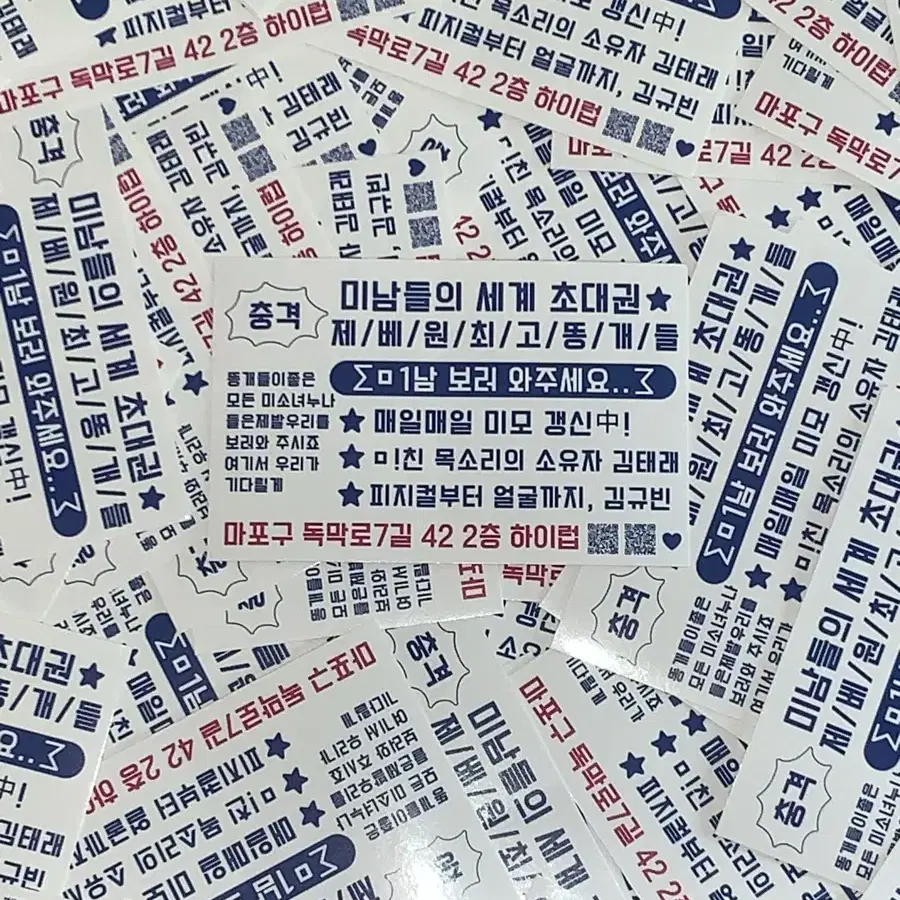 충격
미남들의 세계 초대권★
제/베/원/최/고/똥/개/들
Σㅁ1남 보러 와주세요..Σ
똥개들이좋은
모든 미소녀누나
들은제발우리를
보러와 주시죠
여기서 우리가
기다릴게
★ 매일매일 미모 갱신中!
★ ㅁ!친 목소리의 소유자 김태래
★ 피지컬부터 얼굴까지, 김규빈
마포구 독막로7길 42 2층 하이럽 ♥